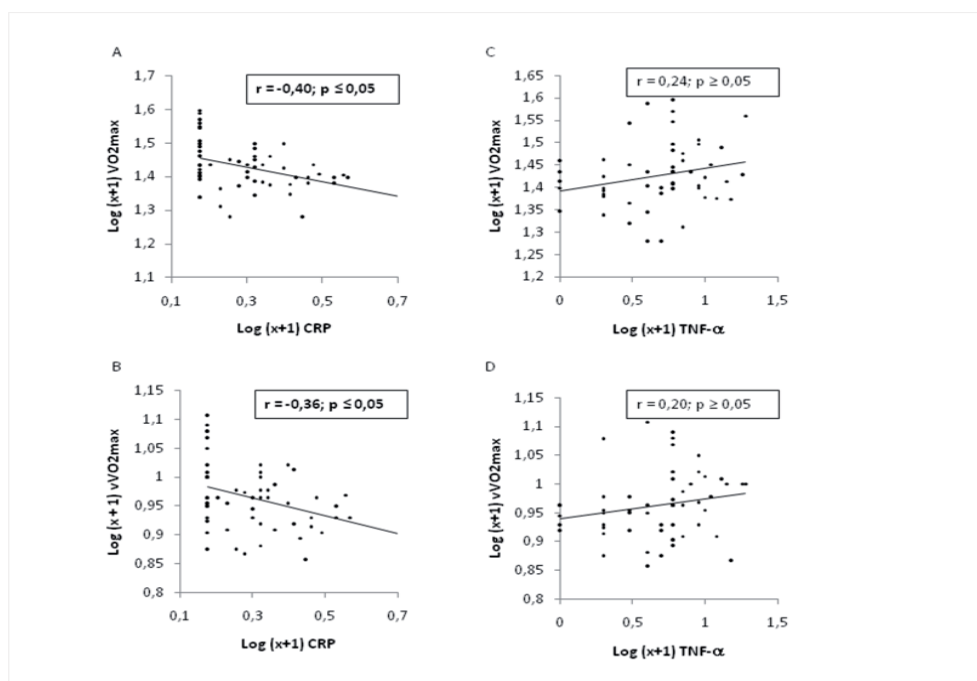 A
r = -0,40; p ≤ 0,05
Log (x+1) VO2max
1,7
1,6
1,5
1,4
1,3
1,2
1,1
0,1 0,3 0,5 0,7
Log (x+1) CRP
C
r = 0,24; p ≥ 0,05
Log (x+1) VO2max
1,65
1,6
1,55
1,5
1,45
1,4
1,35
1,3
1,25
1,2
0 0,5 1 1,5
Log (x+1) TNF-α
B
r = -0,36; p ≤ 0,05
Log (x + 1) vVO2max
1,15
1,1
1,05
1
0,95
0,9
0,85
0,8
0,1 0,3 0,5 0,7
Log (x+1) CRP
D
r = 0,20; p ≥ 0,05
Log (x+1) vVO2max
1,15
1,1
1,05
1
0,95
0,9
0,85
0,8
0 0,5 1 1,5
Log (x+1) TNF-α